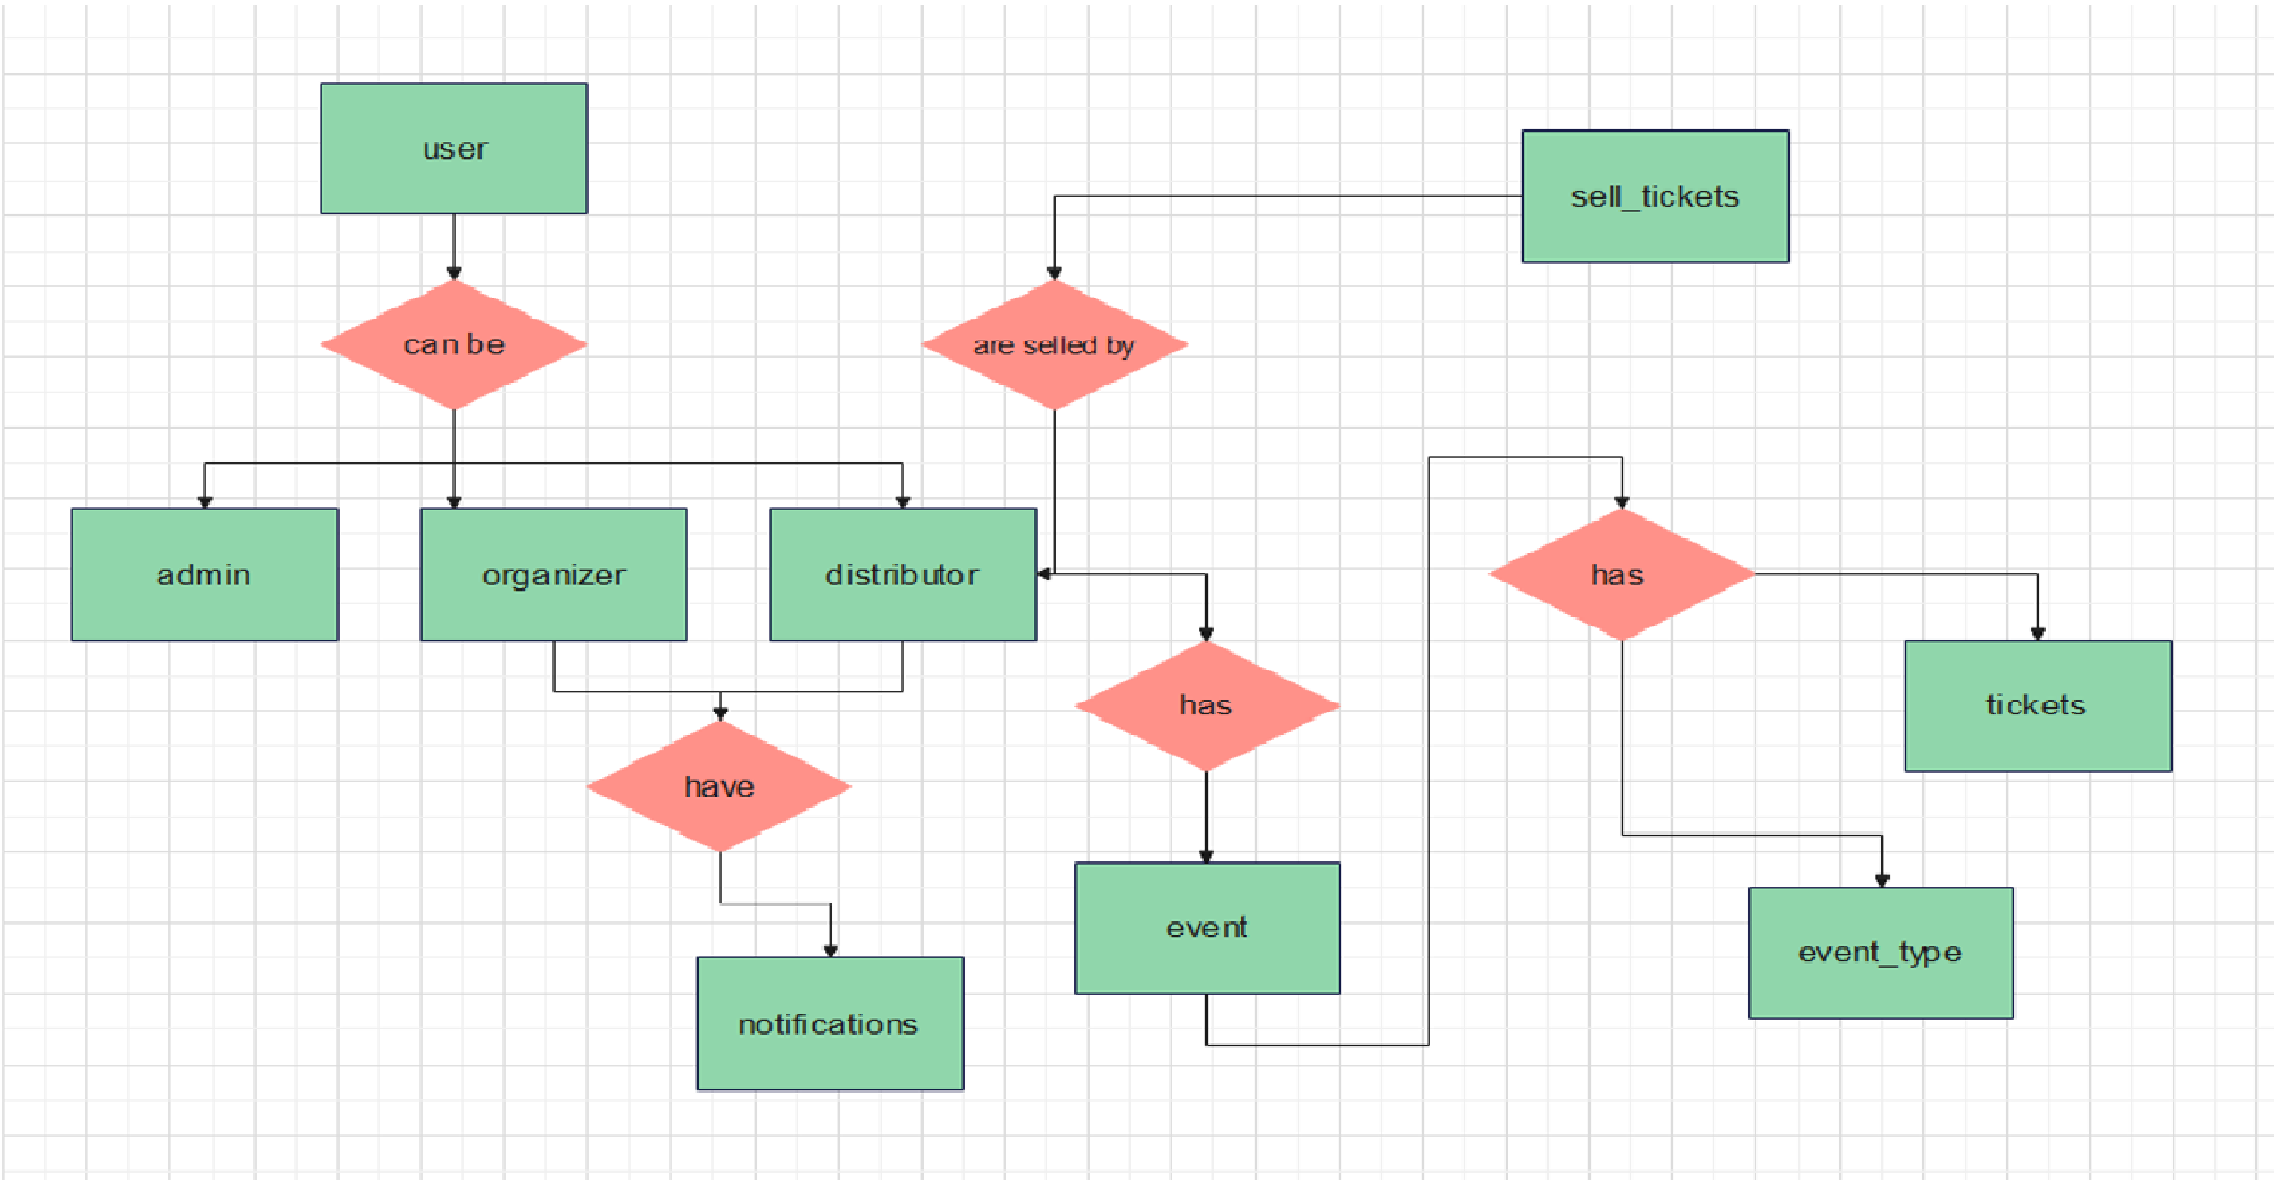 user
sell_tickets
can be
are selled by
admin
organizer
distributor
has
has
tickets
have
event
event_type
notifications